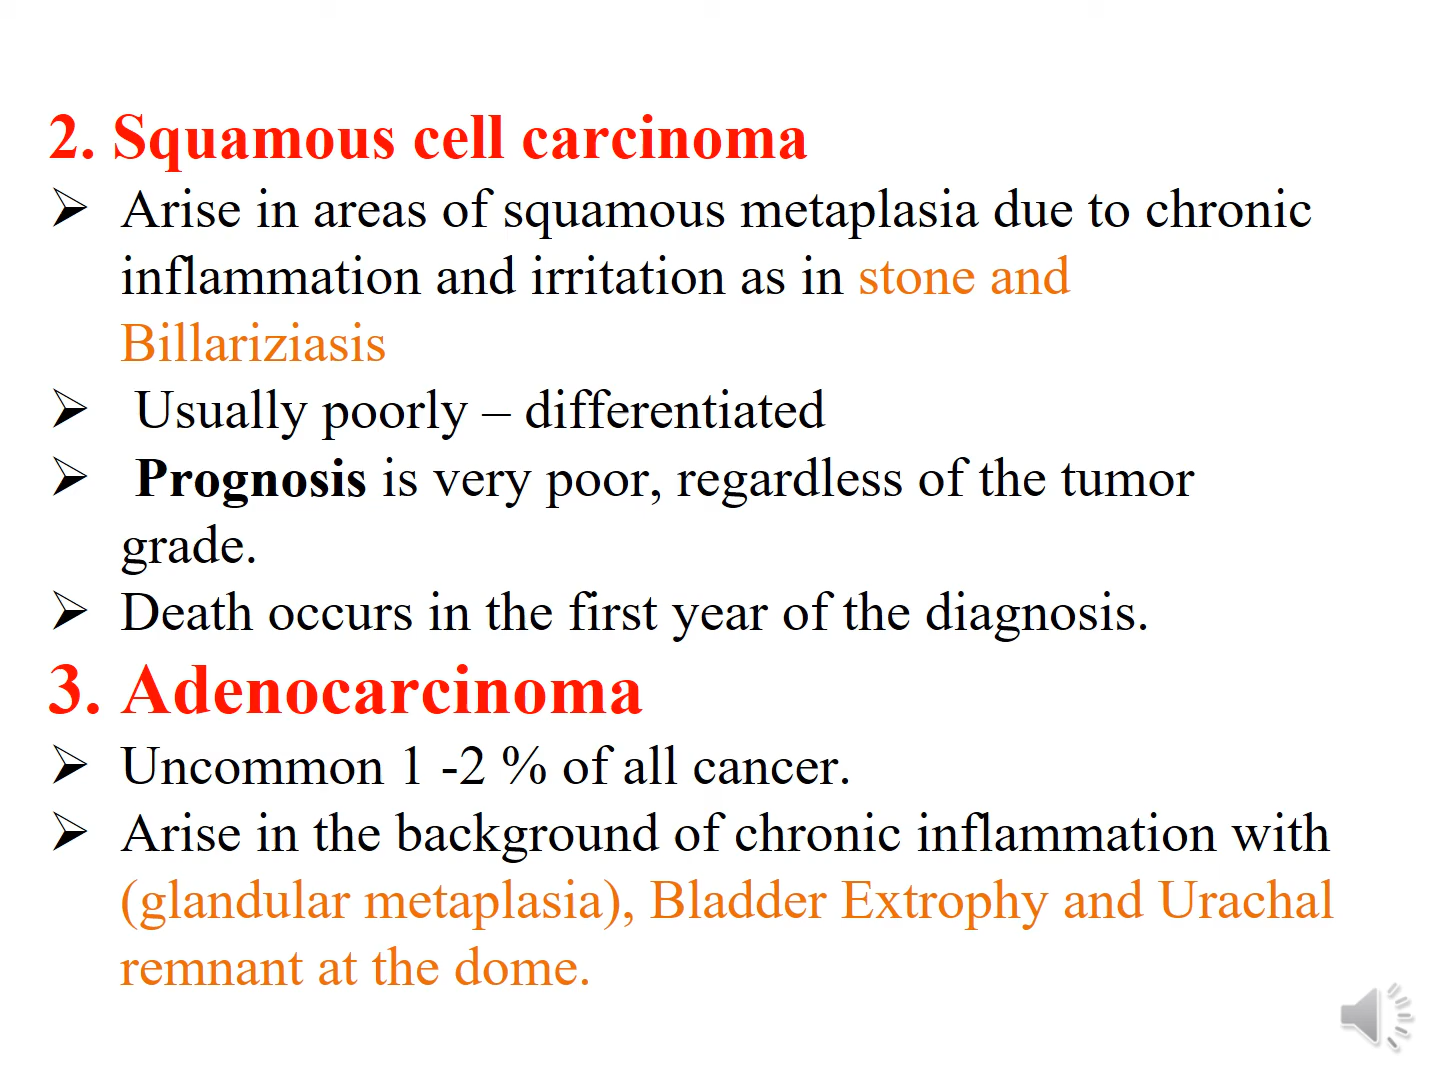 2. Squamous cell carcinoma
➢ Arise in areas of squamous metaplasia due to chronic
inflammation and irritation as in stone and
Billariziasis
➢ Usually poorly – differentiated
➢ Prognosis is very poor, regardless of the tumor
grade.
➢ Death occurs in the first year of the diagnosis.
3. Adenocarcinoma
➢ Uncommon 1 -2 % of all cancer.
➢ Arise in the background of chronic inflammation with
(glandular metaplasia), Bladder Extrophy and Urachal
remnant at the dome.